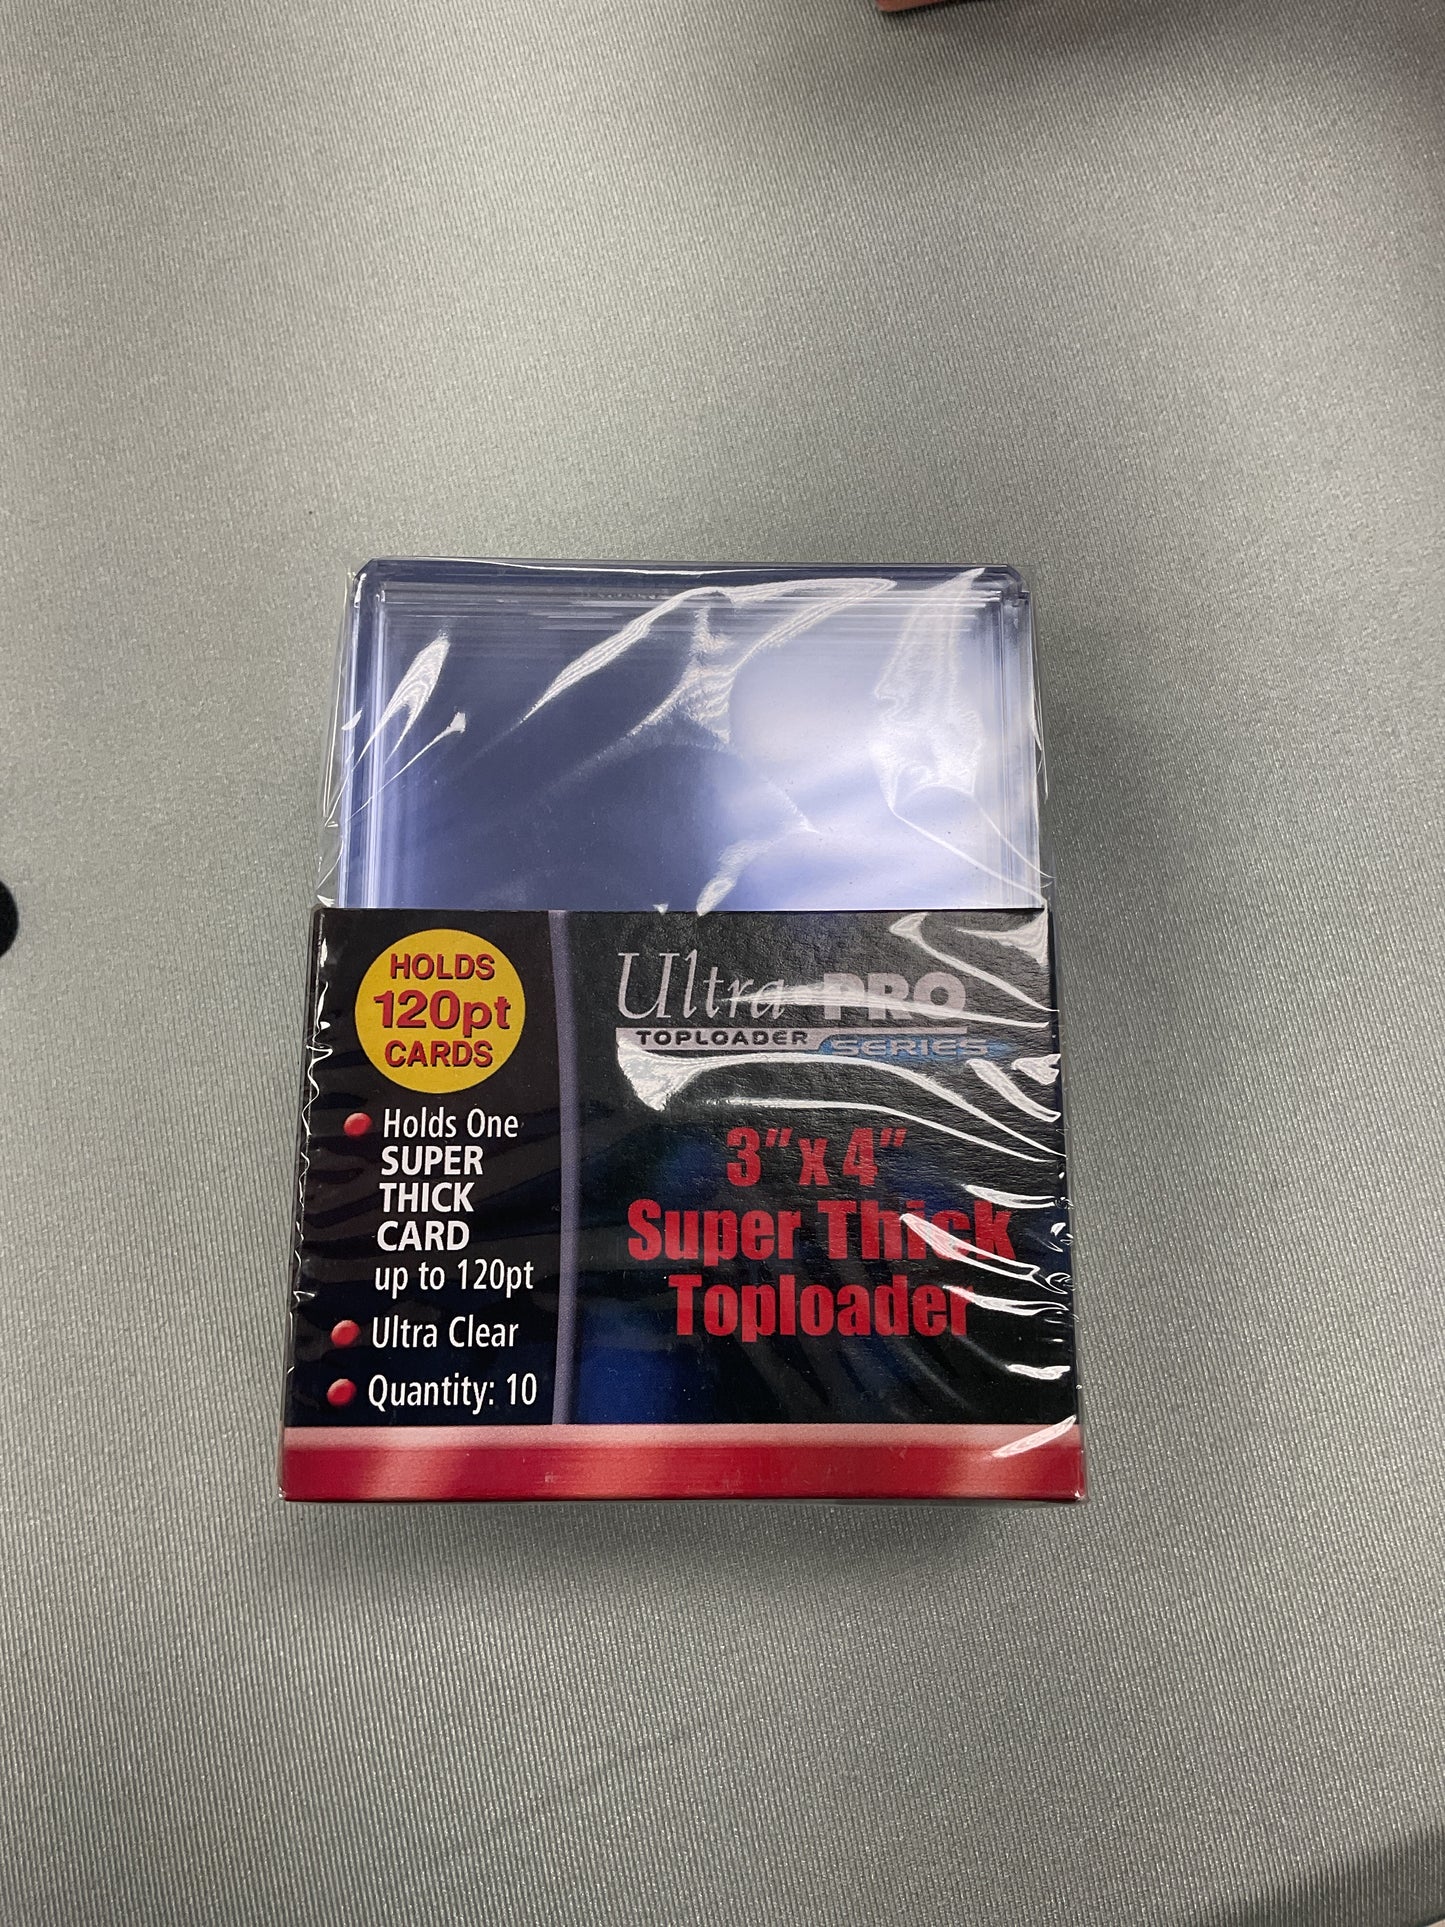 HOLDS
120pt
CARDS
Holds One
SUPER
THICK
CARD
up to 120pt
Ultra Clear
Quantity: 10
Ultra•PRO
TOPLOADER SERIES
3" x 4"
Super Thick
Toploader